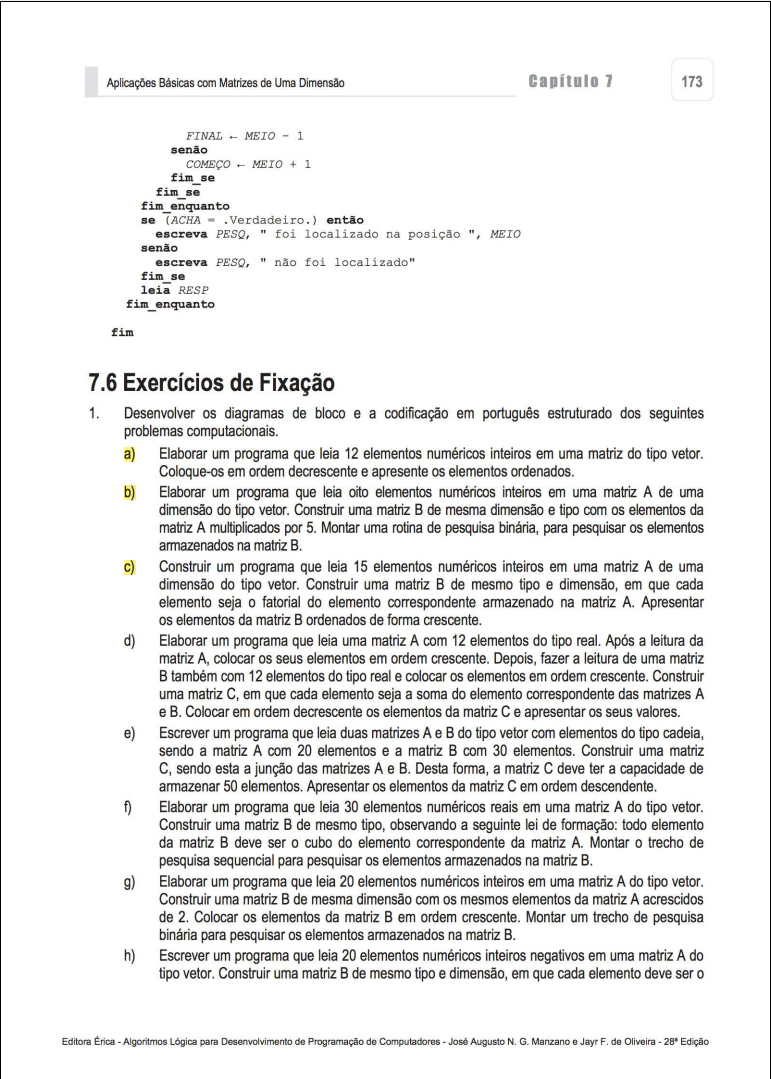 Aplicações Básicas com Matrizes de Uma Dimensão Capítulo 7 173
FINAL ← MEIO - 1
senão
COMEÇO ← MEIO + 1
fim_se
fim_se
fim_enquanto
se (ACHA = .Verdadeiro.) então
escreva PESQ, " foi localizado na posição ", MEIO
senão
escreva PESQ, " não foi localizado"
fim_se
leia RESP
fim_enquanto
fim
7.6 Exercícios de Fixação
1. Desenvolver os diagramas de bloco e a codificação em português estruturado dos seguintes
problemas computacionais.
a) Elaborar um programa que leia 12 elementos numéricos inteiros em uma matriz do tipo vetor.
Coloque-os em ordem decrescente e apresente os elementos ordenados.
b) Elaborar um programa que leia oito elementos numéricos inteiros em uma matriz A de uma
dimensão do tipo vetor. Construir uma matriz B de mesma dimensão e tipo com os elementos da
matriz A multiplicados por 5. Montar uma rotina de pesquisa binária, para pesquisar os elementos
armazenados na matriz B.
c) Construir um programa que leia 15 elementos numéricos inteiros em uma matriz A de uma
dimensão do tipo vetor. Construir uma matriz B de mesmo tipo e dimensão, em que cada
elemento seja o fatorial do elemento correspondente armazenado na matriz A. Apresentar
os elementos da matriz B ordenados de forma crescente.
d) Elaborar um programa que leia uma matriz A com 12 elementos do tipo real. Após a leitura da
matriz A, colocar os seus elementos em ordem crescente. Depois, fazer a leitura de uma matriz
B também com 12 elementos do tipo real e colocar os elementos em ordem crescente. Construir
uma matriz C, em que cada elemento seja a soma do elemento correspondente das matrizes A
e B. Colocar em ordem decrescente os elementos da matriz C e apresentar os seus valores.
e) Escrever um programa que leia duas matrizes A e B do tipo vetor com elementos do tipo cadeia,
sendo a matriz A com 20 elementos e a matriz B com 30 elementos. Construir uma matriz
C, sendo esta a junção das matrizes A e B. Desta forma, a matriz C deve ter a capacidade de
armazenar 50 elementos. Apresentar os elementos da matriz C em ordem descendente.
f) Elaborar um programa que leia 30 elementos numéricos reais em uma matriz A do tipo vetor.
Construir uma matriz B de mesmo tipo, observando a seguinte lei de formação: todo elemento
da matriz B deve ser o cubo do elemento correspondente da matriz A. Montar o trecho de
pesquisa sequencial para pesquisar os elementos armazenados na matriz B.
g) Elaborar um programa que leia 20 elementos numéricos inteiros em uma matriz A do tipo vetor.
Construir uma matriz B de mesma dimensão com os mesmos elementos da matriz A acrescidos
de 2. Colocar os elementos da matriz B em ordem crescente. Montar um trecho de pesquisa
binária para pesquisar os elementos armazenados na matriz B.
h) Escrever um programa que leia 20 elementos numéricos inteiros negativos em uma matriz A do
tipo vetor. Construir uma matriz B de mesmo tipo e dimensão, em que cada elemento deve ser o
Editora Érica - Algoritmos Lógica para Desenvolvimento de Programação de Computadores - José Augusto N. G. Manzano e Jayr F. de Oliveira - 28ª Edição